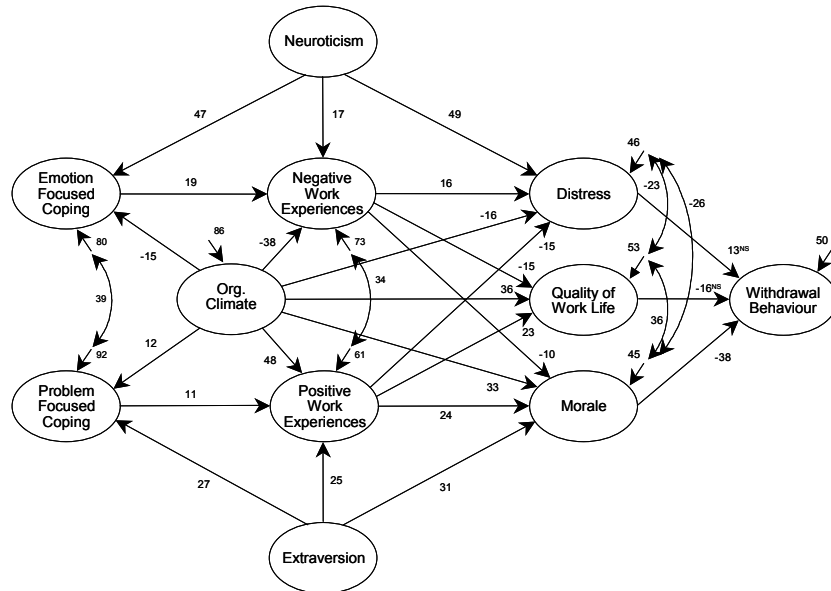 Neuroticism
47
17
49
46
Emotion
Focused
Coping
19
Negative
Work
Experiences
16
Distress
-23
-26
80
-15
86
-38
73
-16
-15
53
13NS
50
39
Org.
Climate
34
-15
36
23
Quality of
Work Life
-16NS
36
Withdrawal
Behaviour
92
12
48
61
-10
33
45
-38
Problem
Focused
Coping
11
Positive
Work
Experiences
24
Morale
27
25
31
Extraversion